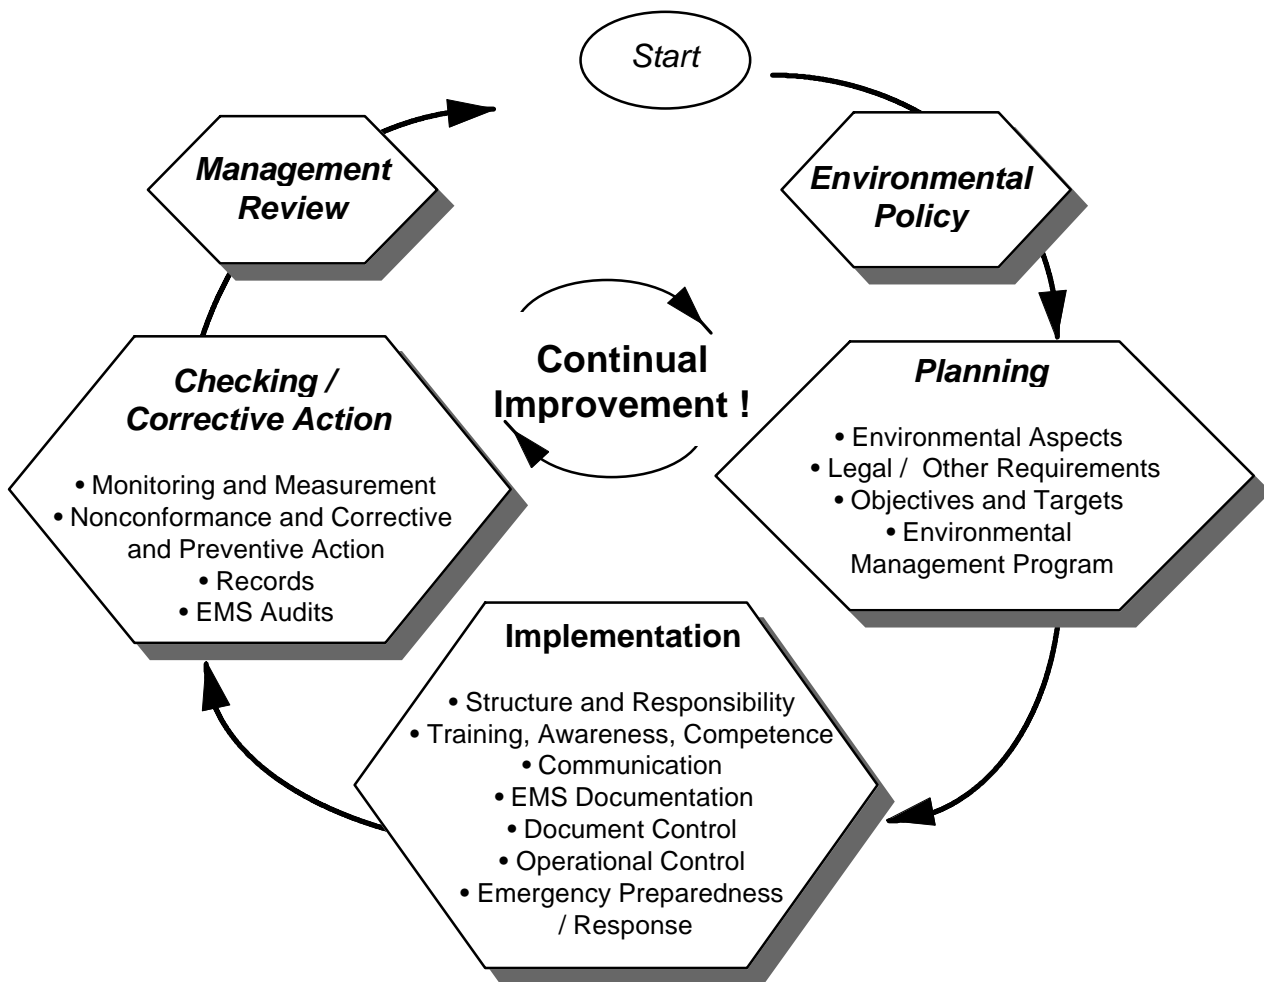 Start
Environmental
Policy
Planning
• Environmental Aspects
• Legal / Other Requirements
• Objectives and Targets
• Environmental
Management Program
Implementation
• Structure and Responsibility
• Training, Awareness, Competence
• Communication
• EMS Documentation
• Document Control
• Operational Control
• Emergency Preparedness
/ Response
Checking /
Corrective Action
• Monitoring and Measurement
• Nonconformance and Corrective
and Preventive Action
• Records
• EMS Audits
Management
Review
Continual
Improvement !